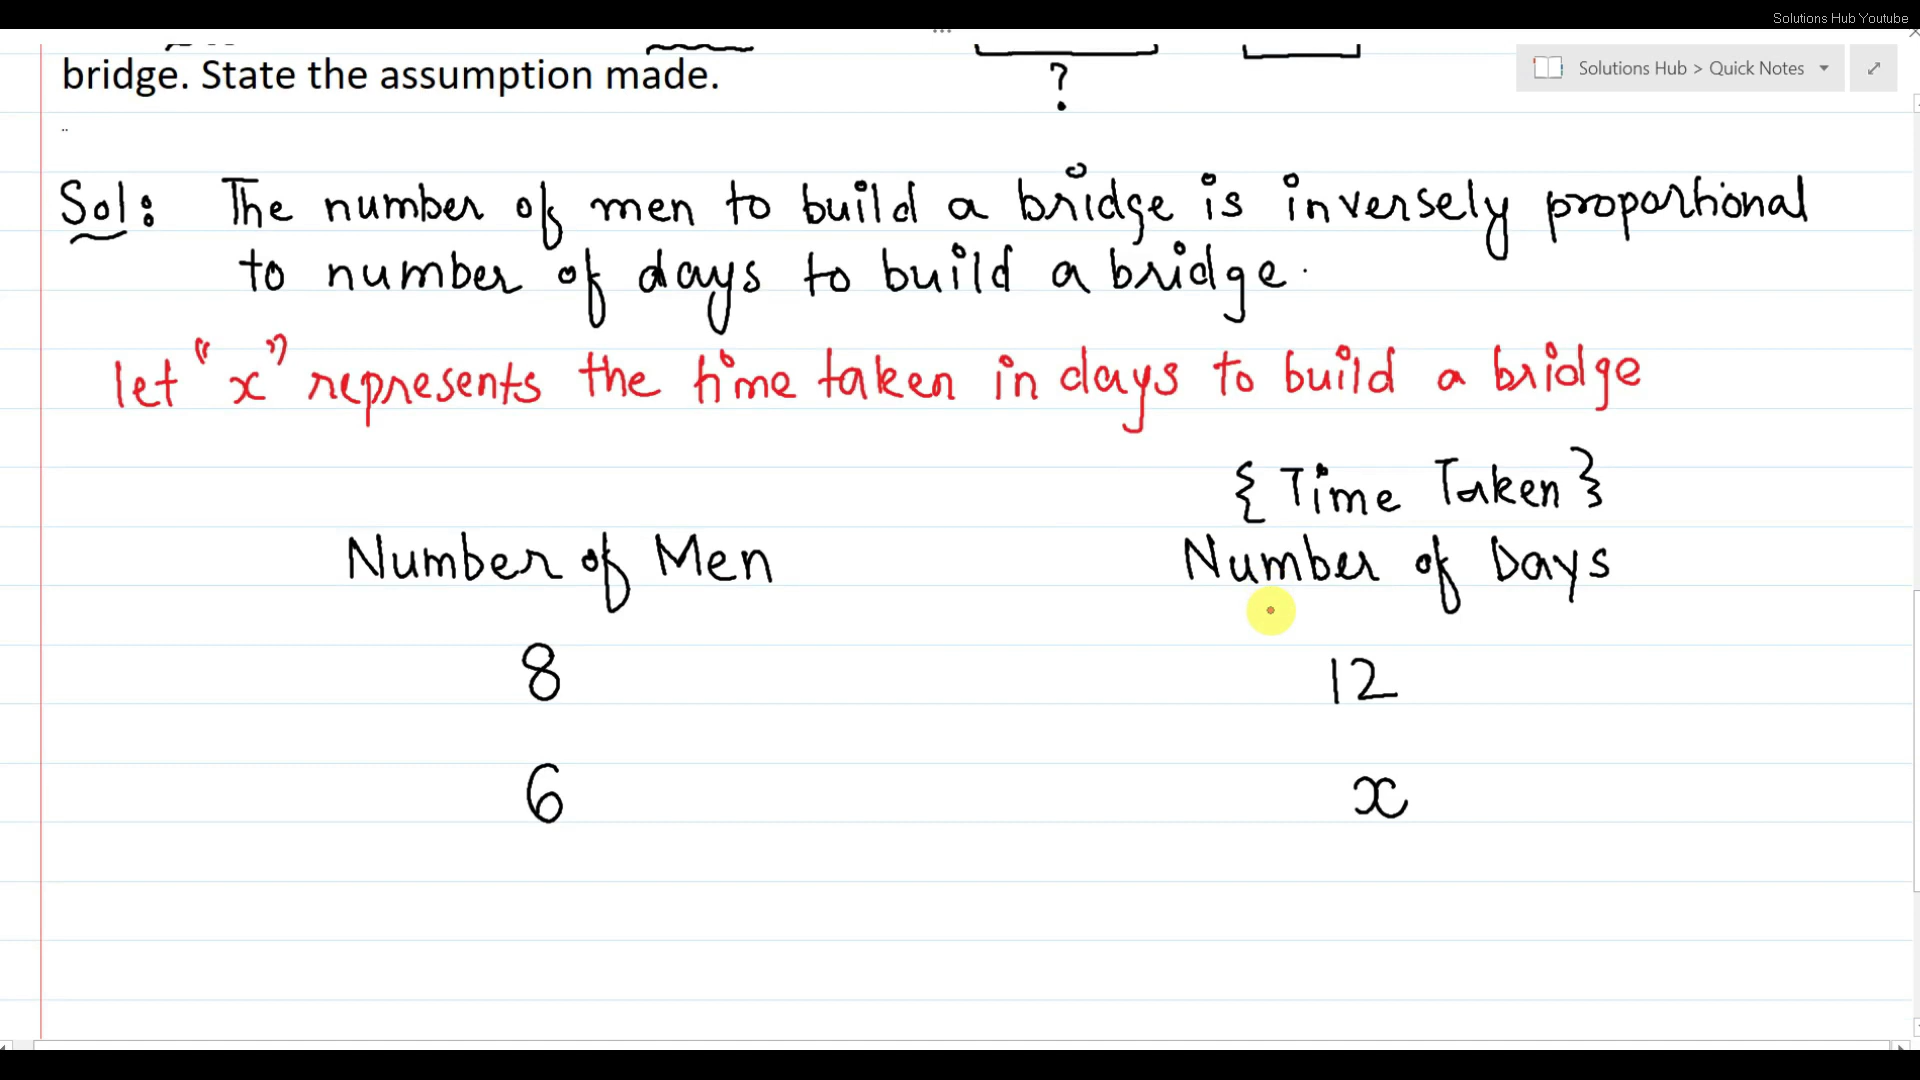 Solutions Hub Youtube
bridge. State the assumption made.
?
Solutions Hub > Quick Notes
Sol: The number of men to build a bridge is inversely proportional
to number of days to build a bridge.
let "x" represents the time taken in days to build a bridge
{Time Taken}
Number of Men Number of Days
8 12
6 x